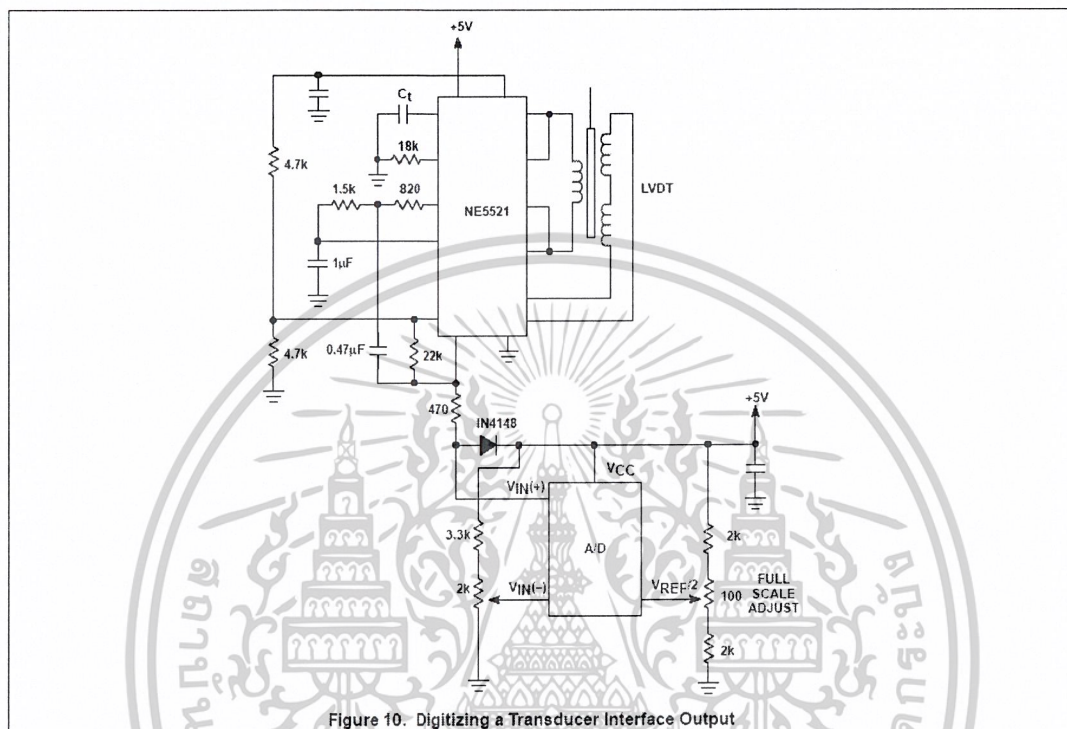 +5V
Ct
18k
4.7k
1.5k
820
NE5521
LVDT
1µF
4.7k
0.47µF
22k
470
IN4148
+5V
VCC
VIN(+)
3.3k
A/D
2k
2k
VIN(–)
VREF/2
100
FULL
SCALE
ADJUST
2k
Figure 10. Digitizing a Transducer Interface Output